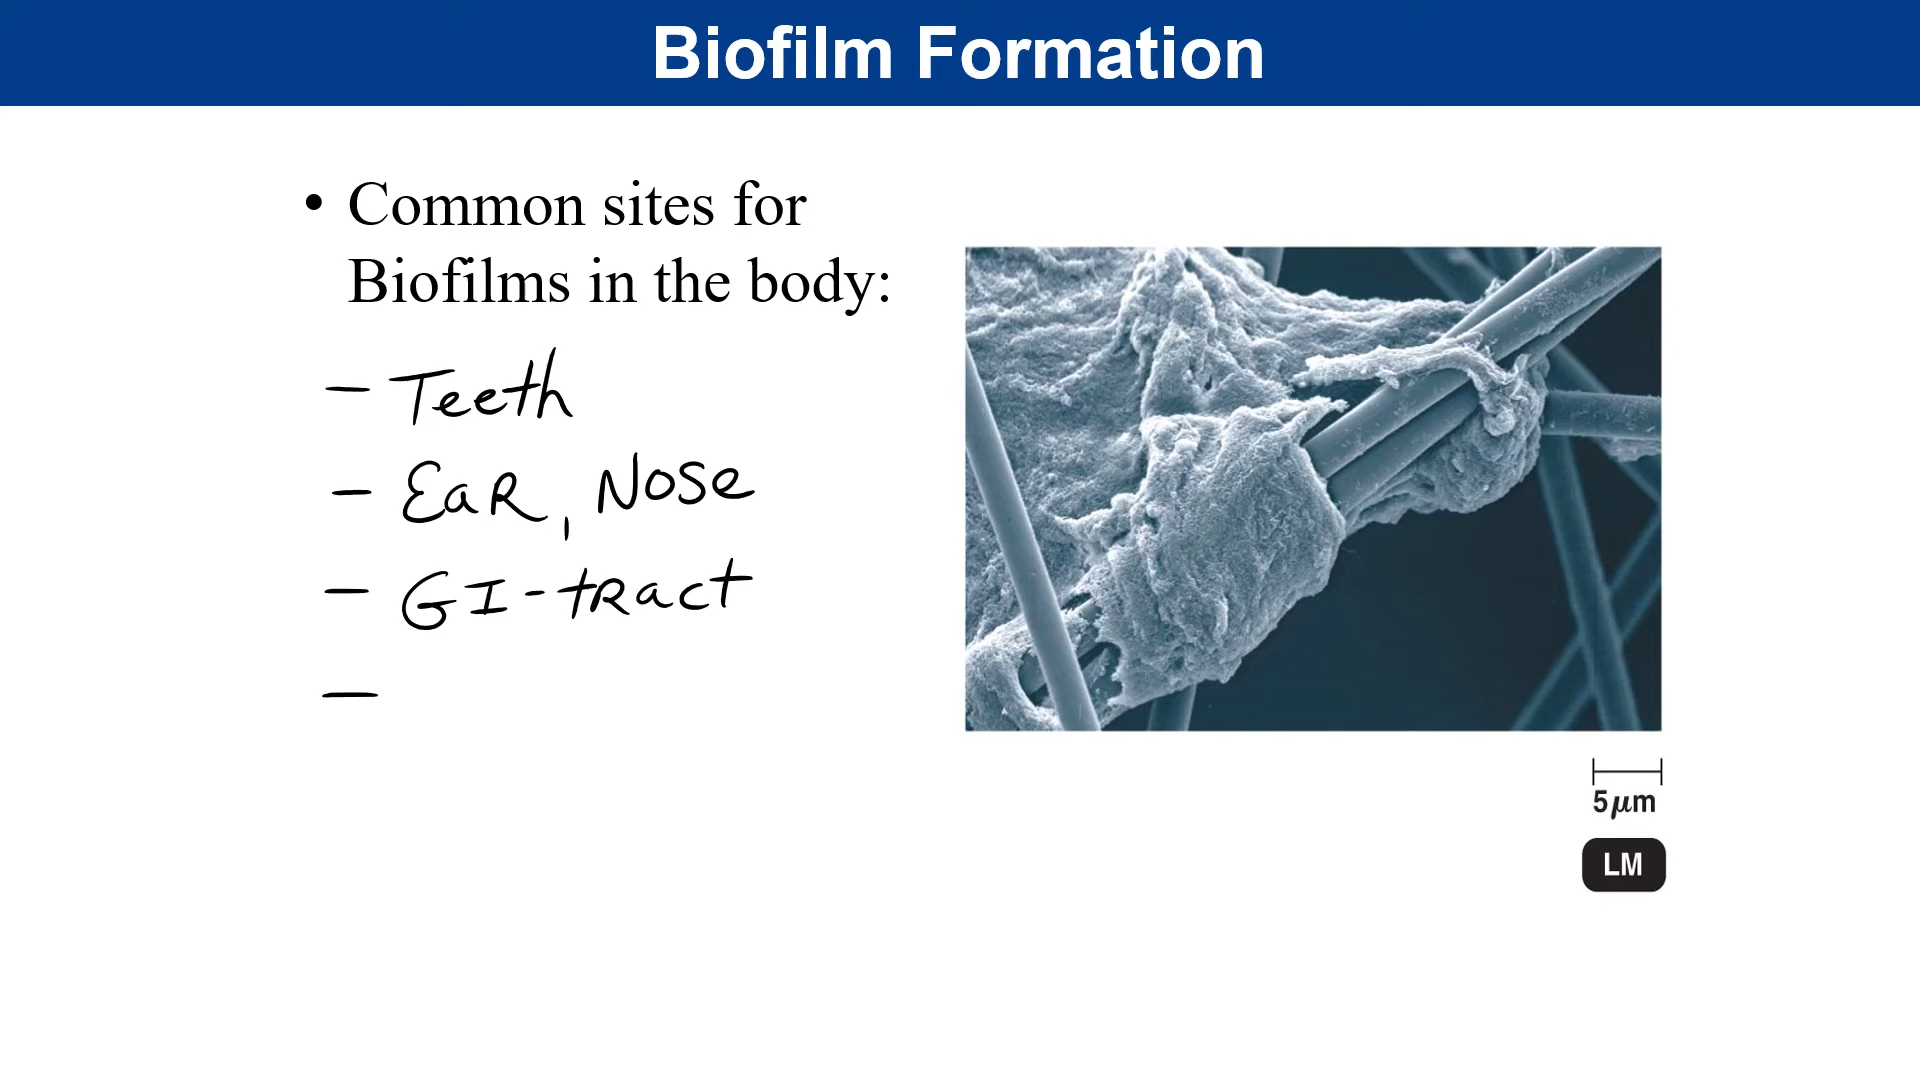 Biofilm Formation
• Common sites for
Biofilms in the body:
- Teeth
- Ear, Nose
- GI-tract
-
5 μm
LM